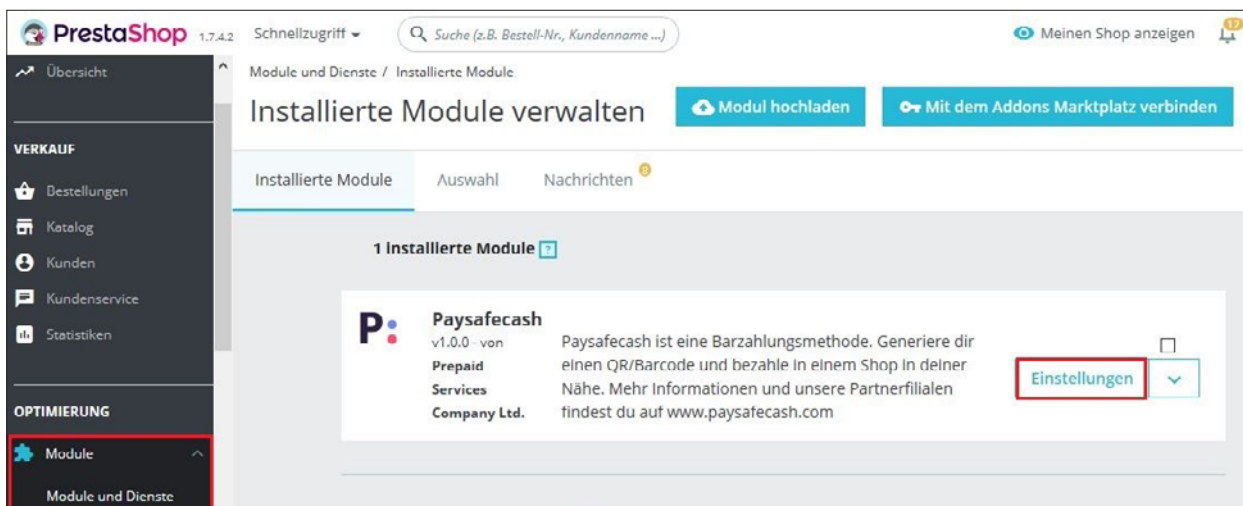 PrestaShop 1.7.4.2 Schnellzugriff Suche (z.B. Bestell-Nr., Kundenname ...) Meinen Shop anzeigen 12
Übersicht
VERKAUF
Bestellungen
Katalog
Kunden
Kundenservice
Statistiken
OPTIMIERUNG
Module
Module und Dienste
Module und Dienste / Installierte Module
Installierte Module verwalten
Modul hochladen
Mit dem Addons Marktplatz verbinden
Installierte Module Auswahl Nachrichten 8
1 installierte Module ?
P:
Paysafecash
v1.0.0 - von
Prepaid
Services
Company Ltd.
Paysafecash ist eine Barzahlungsmethode. Generiere dir
einen QR/Barcode und bezahle in einem Shop in deiner
Nähe. Mehr Informationen und unsere Partnerfilialen
findest du auf www.paysafecash.com
Einstellungen